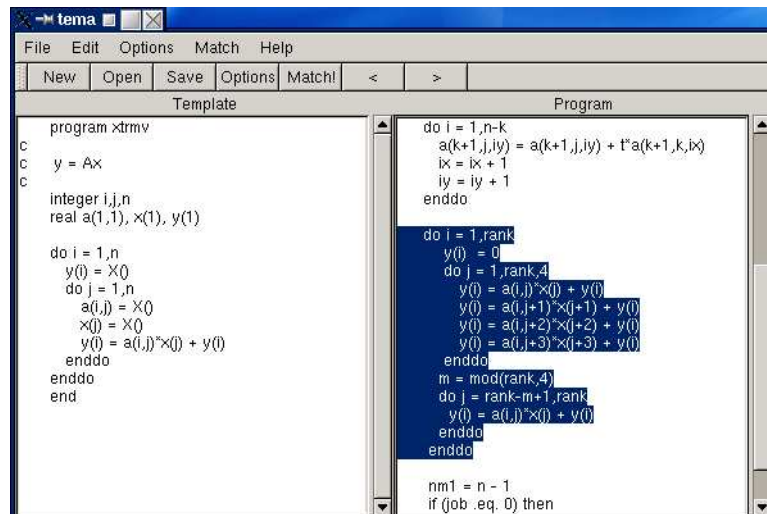 tema
File Edit Options Match Help
New Open Save Options Match! < >
Template
program xtrmv
c
c y = Ax
c
integer i,j,n
real a(1,1), x(1), y(1)
do i = 1,n
y(i) = X()
do j = 1,n
a(i,j) = X()
x(j) = X()
y(i) = a(i,j)*x(j) + y(i)
enddo
enddo
end
Program
do i = 1,n-k
a(k+1,j,iy) = a(k+1,j,iy) + t*a(k+1,k,ix)
ix = ix + 1
iy = iy + 1
enddo
do i = 1,rank
y(i) = 0
do j = 1,rank,4
y(i) = a(i,j)*x(j) + y(i)
y(i) = a(i,j+1)*x(j+1) + y(i)
y(i) = a(i,j+2)*x(j+2) + y(i)
y(i) = a(i,j+3)*x(j+3) + y(i)
enddo
m = mod(rank,4)
do j = rank-m+1,rank
y(i) = a(i,j)*x(j) + y(i)
enddo
enddo
nm1 = n - 1
if (job .eq. 0) then